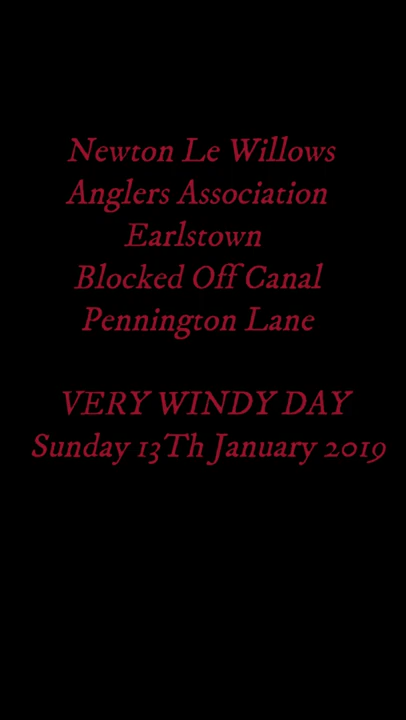 Newton Le Willows
Anglers Association
Earlstown
Blocked Off Canal
Pennington Lane
VERY WINDY DAY
Sunday 13Th January 2019